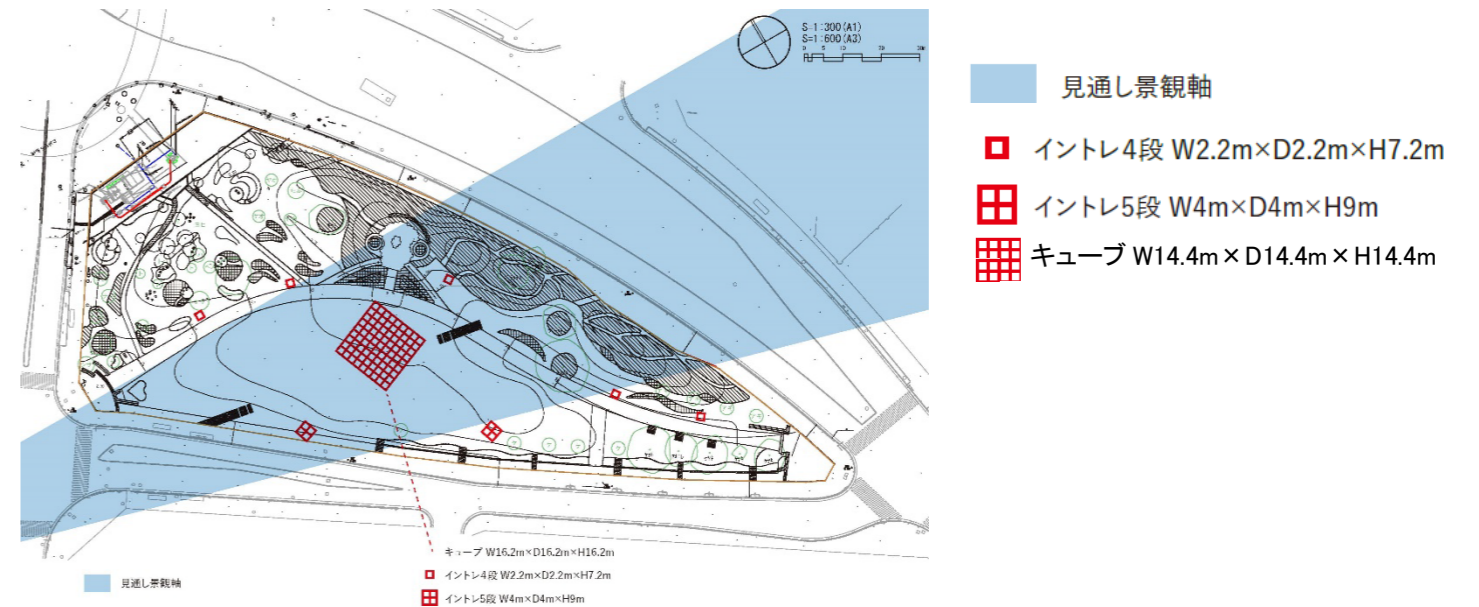 S=1:300(A1)
S=1:600(A3)
見通し景観軸
イントレ4段 W2.2m×D2.2m×H7.2m
イントレ5段 W4m×D4m×H9m
キューブ W14.4m×D14.4m×H14.4m
キューブ W16.2m×D16.2m×H16.2m
見通し景観軸
イントレ4段 W2.2m×D2.2m×H7.2m
イントレ5段 W4m×D4m×H9m